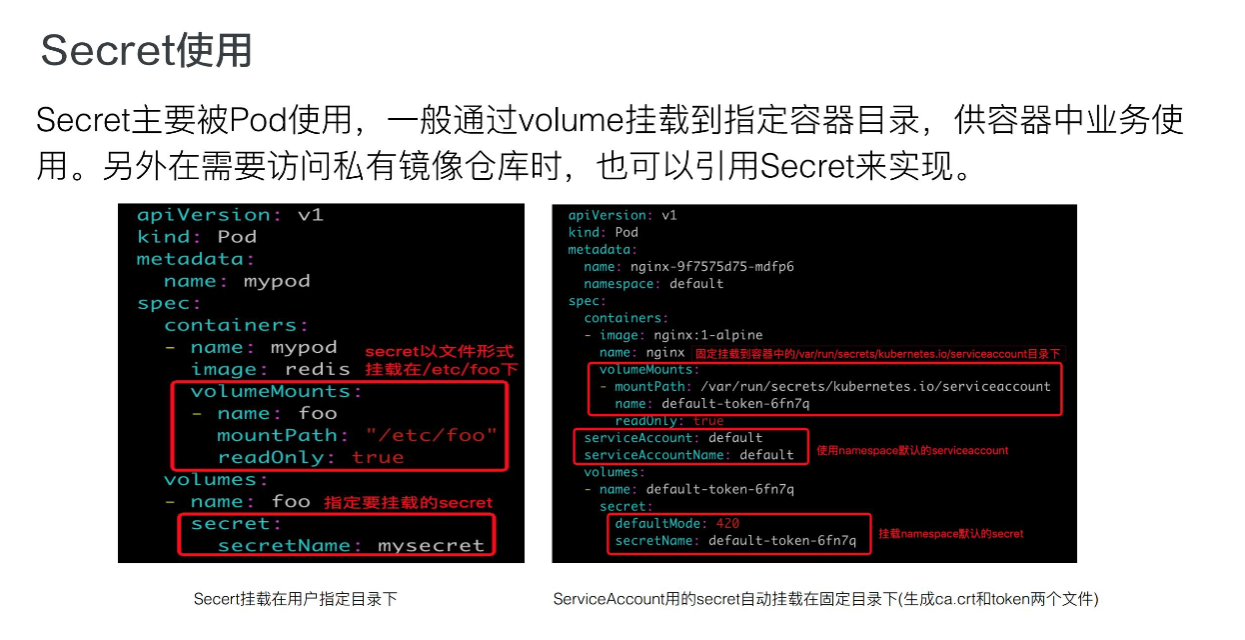 Secret使用
Secret主要被Pod使用，一般通过volume挂载到指定容器目录，供容器中业务使
用。另外在需要访问私有镜像仓库时，也可以引用Secret来实现。
apiVersion: v1
kind: Pod
metadata:
  name: mypod
spec:
  containers:
  - name: mypod secret以文件形式
    image: redis 挂载在/etc/foo下
    volumeMounts:
    - name: foo
      mountPath: "/etc/foo"
      readOnly: true
  volumes:
  - name: foo 指定要挂载的secret
    secret:
      secretName: mysecret
Secert挂载在用户指定目录下
apiVersion: v1
kind: Pod
metadata:
  name: nginx-9f7575d75-mdfp6
  namespace: default
spec:
  containers:
  - image: nginx:1-alpine
    name: nginx 固定挂载到容器中的/var/run/secrets/kubernetes.io/serviceaccount目录下
    volumeMounts:
    - mountPath: /var/run/secrets/kubernetes.io/serviceaccount
      name: default-token-6fn7q
      readOnly: true
  serviceAccount: default
  serviceAccountName: default 使用namespace默认的serviceaccount
  volumes:
  - name: default-token-6fn7q
    secret:
      defaultMode: 420
      secretName: default-token-6fn7q 挂载namespace默认的secret
ServiceAccount用的secret自动挂载在固定目录下(生成ca.crt和token两个文件)